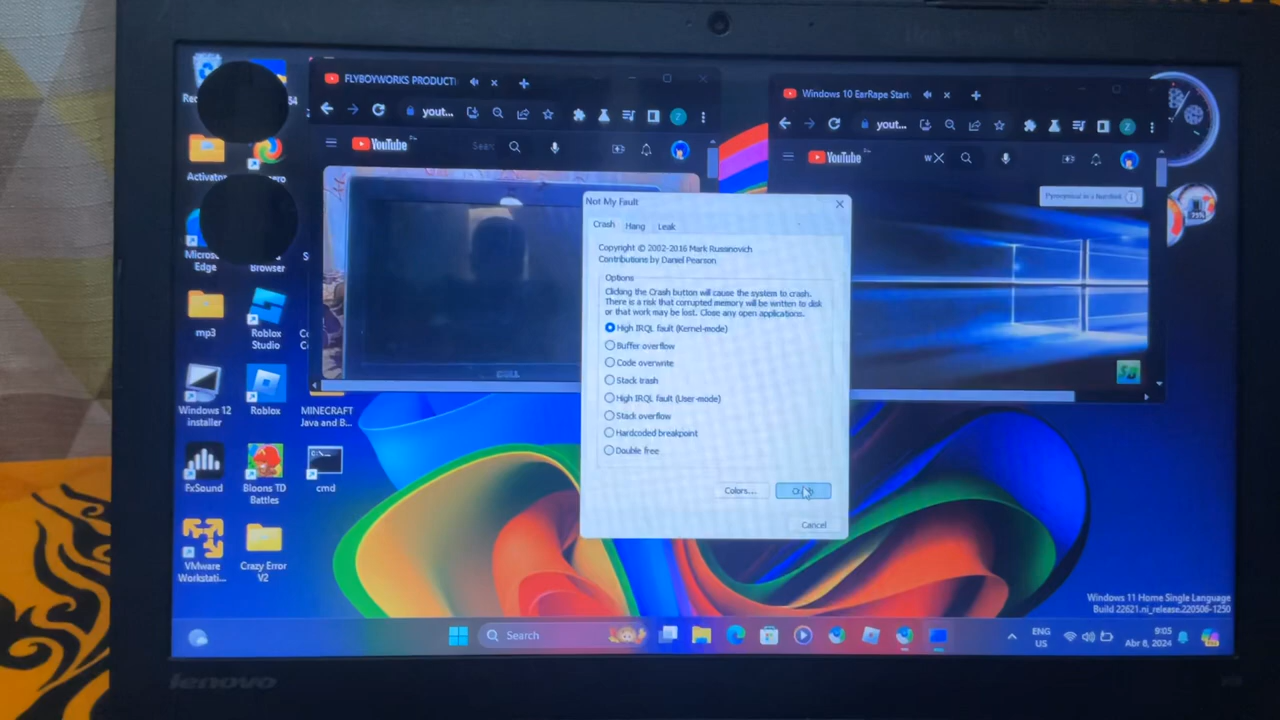 FLYBOYWORKS PRODUCTI
yout...
YouTube
Windows 10 EarRape Start
yout...
YouTube
w
Activator
Microso
Edge
Browser
mp3
Roblox
Studio
Windows 12
installer
Roblox
MINECRAFT
Java and B...
FxSound
Bloons TD
Battles
cmd
VMware
Workstati...
Crazy Error
V2
Not My Fault
Crash
Hang
Leak
Copyright © 2002-2016 Mark Russinovich
Contributions by Daniel Pearson
Options
Clicking the Crash button will cause the system to crash.
There is a risk that corrupted memory will be written to disk
or that work may be lost. Close any open applications.
High IRQL fault (Kernel-mode)
Buffer overflow
Code overwrite
Stack trash
High IRQL fault (User-mode)
Stack overflow
Hardcoded breakpoint
Double free
Colors...
Cancel
DELL
Windows 11 Home Single Language
Build 22621.ni_release.220506-1250
Search
ENG
US
9:05
Abr 8, 2024
lenovo